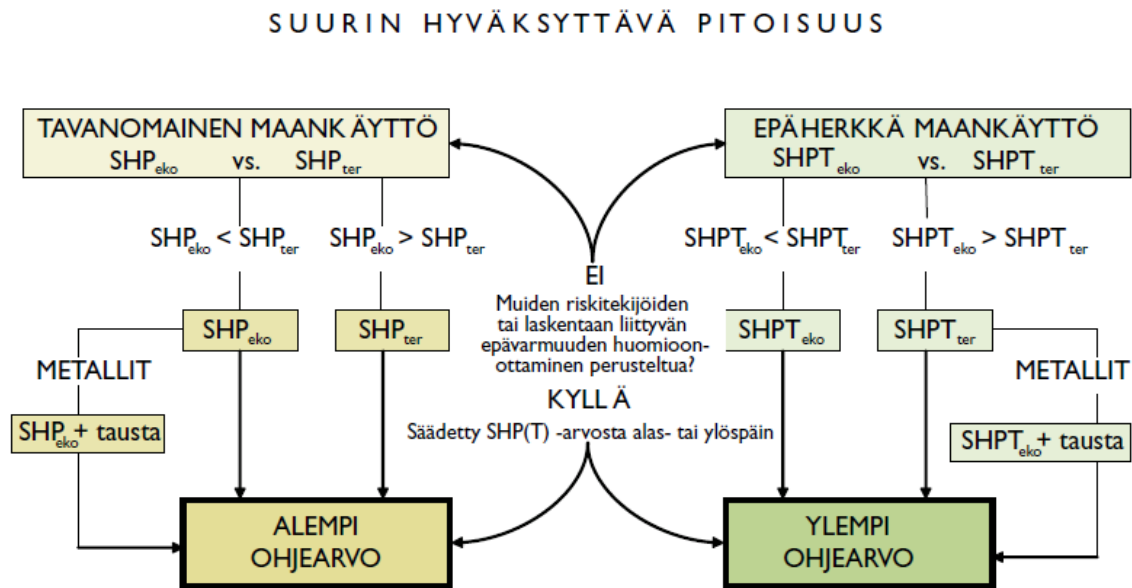 SUURIN HYVÄKSYTTÄVÄ PITOISUUS
TAVANOMAINEN MAANKÄYTTÖ
SHPeko vs. SHPter
EPÄHERKKÄ MAANKÄYTTÖ
SHPTeko vs. SHPTter
SHPeko < SHPter
SHPeko > SHPter
SHPTeko < SHPTter
SHPTeko > SHPTter
EI
Muiden riskitekijöiden
tai laskentaan liittyvän
epävarmuuden huomioon-
ottaminen perusteltua?
KYLLÄ
Säädetty SHP(T) -arvosta alas- tai ylöspäin
SHPeko
SHPter
METALLIT
SHPeko+ tausta
SHPTeko
SHPTter
METALLIT
SHPTeko+ tausta
ALEMPI
OHJEARVO
YLEMPI
OHJEARVO